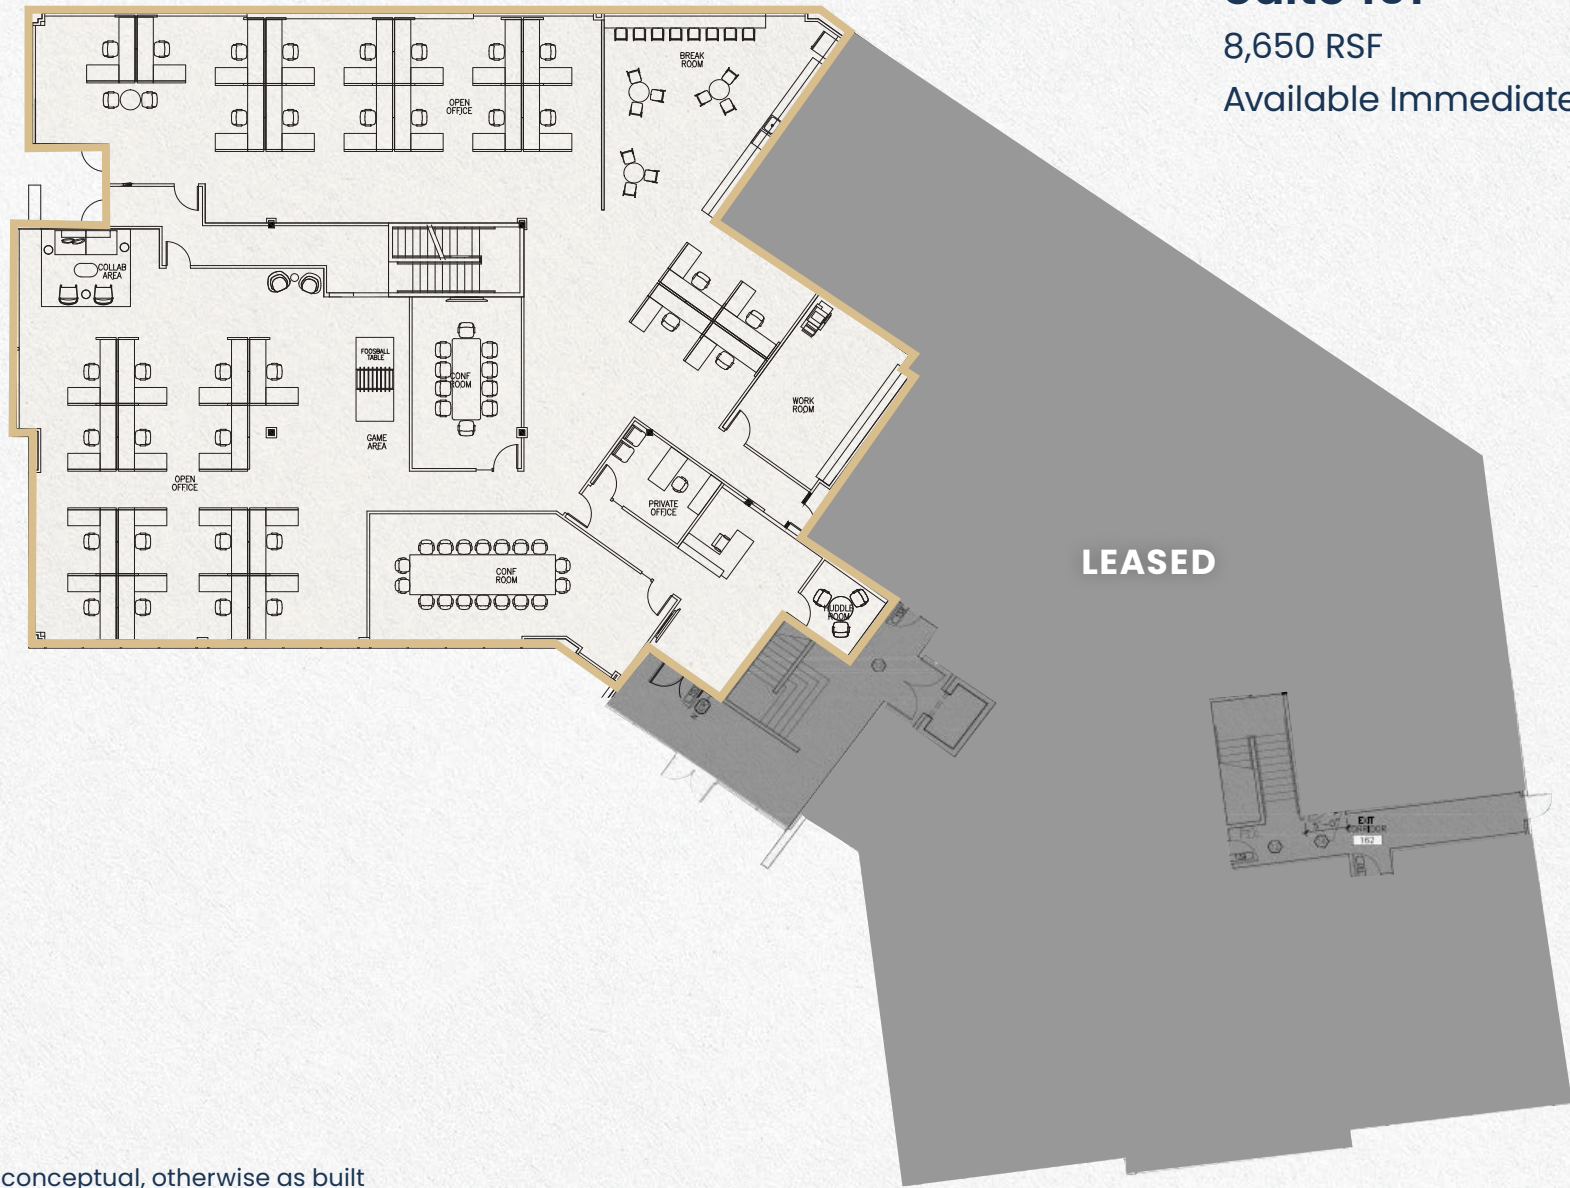 8,650 RSF
Available Immediate
BREAK
ROOM
OPEN
OFFICE
COLLAB
AREA
FOOSBALL
TABLE
CONF
ROOM
GAME
AREA
WORK
ROOM
OPEN
OFFICE
PRIVATE
OFFICE
CONF
ROOM
HUDDLE
ROOM
LEASED
EXIT
CORRIDOR
162
conceptual, otherwise as built